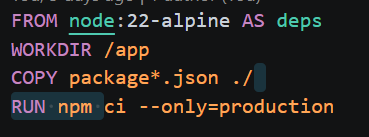 FROM node:22-alpine AS deps
WORKDIR /app
COPY package*.json ./
RUN npm ci --only=production